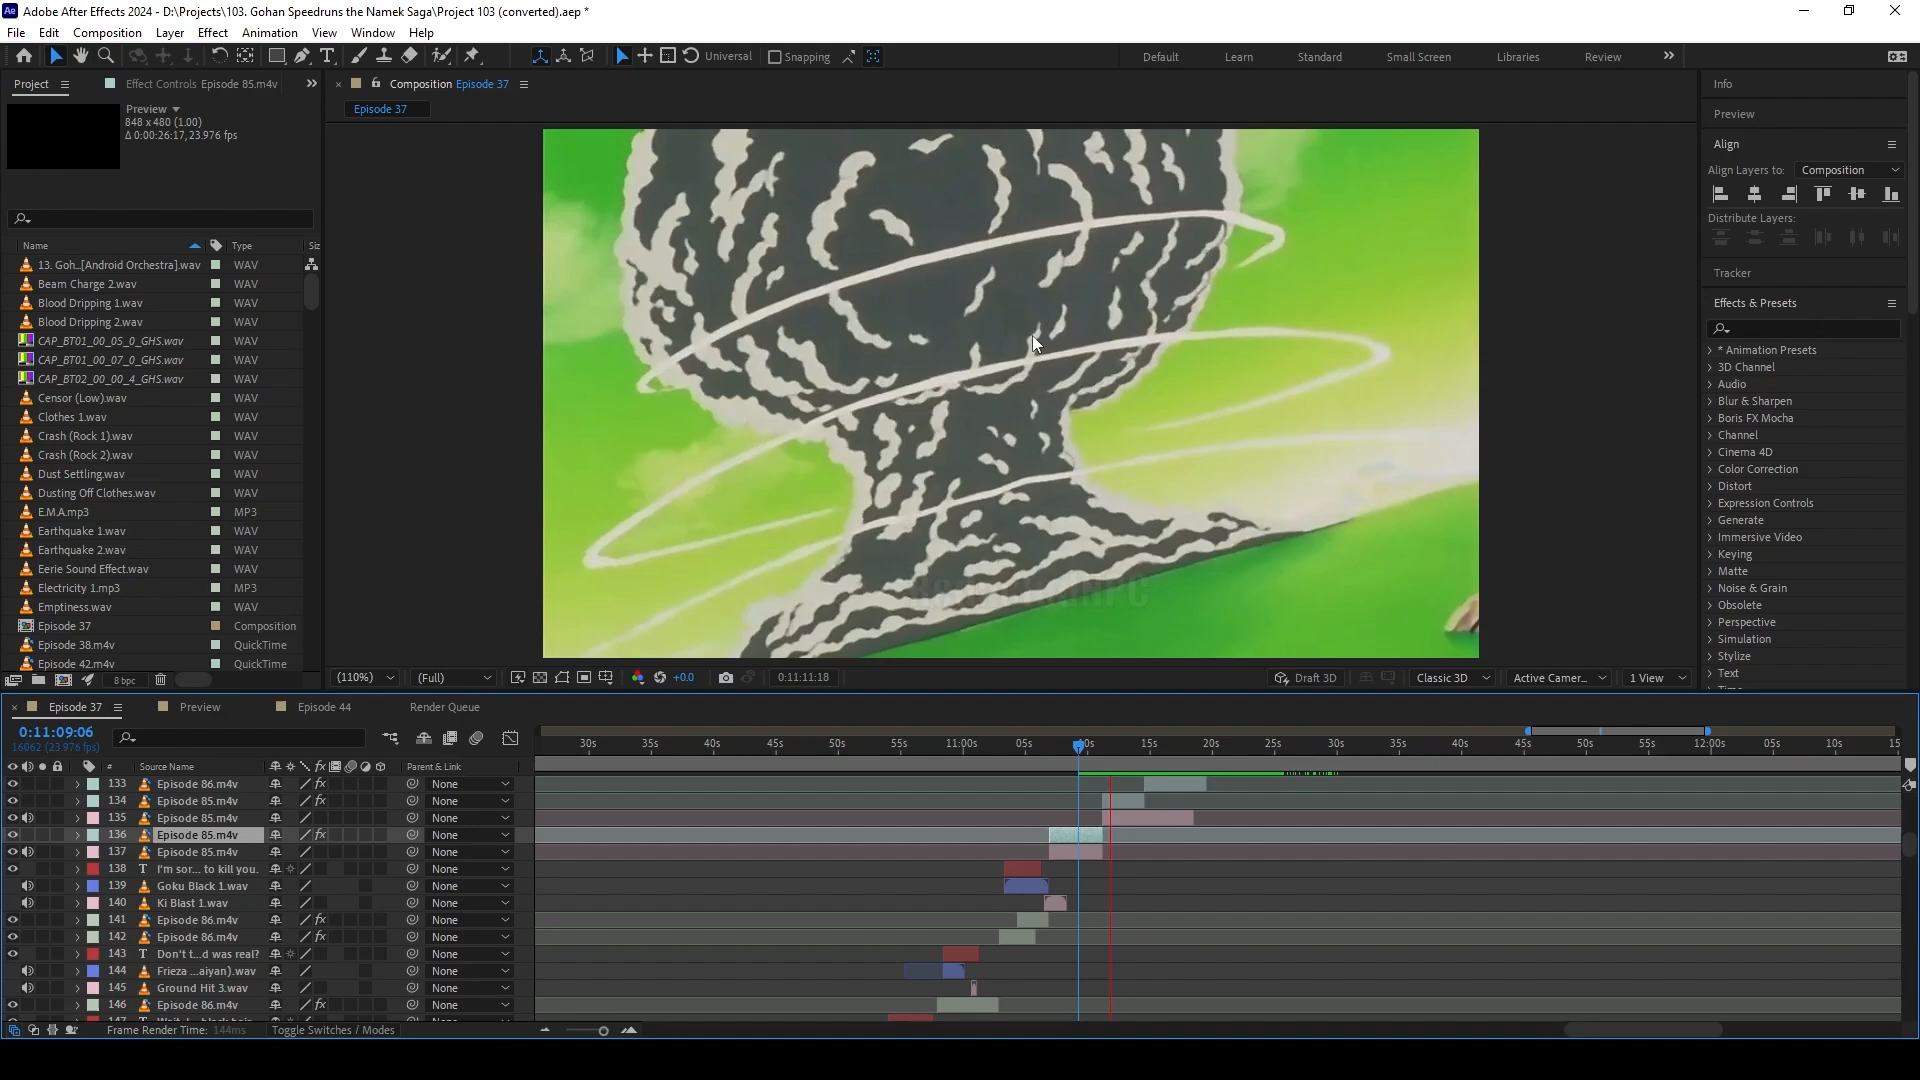 Ae Adobe After Effects 2024 - D:\Projects\103. Gohan Speedruns the Namek Saga\Project 103 (converted).aep *
File Edit Composition Layer Effect Animation View Window Help
Universal Snapping Default Learn Standard Small Screen Libraries Review
Project Effect Controls Episode 85.m4v
Composition Episode 37
Episode 37
Preview
848 x 480 (1.00)
Δ 0:00:26:17, 23.976 fps
Name Type Siz
13. Goh...[Android Orchestra].wav WAV
Beam Charge 2.wav WAV
Blood Dripping 1.wav WAV
Blood Dripping 2.wav WAV
CAP_BT01_00_05_0_GHS.wav WAV
CAP_BT01_00_07_0_GHS.wav WAV
CAP_BT02_00_00_4_GHS.wav WAV
Censor (Low).wav WAV
Clothes 1.wav WAV
Crash (Rock 1).wav WAV
Crash (Rock 2).wav WAV
Dust Settling.wav WAV
Dusting Off Clothes.wav WAV
E.M.A.mp3 MP3
Earthquake 1.wav WAV
Earthquake 2.wav WAV
Eerie Sound Effect.wav WAV
Electricity 1.mp3 MP3
Emptiness.wav WAV
Episode 37 Composition
Episode 38.m4v QuickTime
Episode 42.m4v QuickTime
8 bpc
(110%) (Full) +0.0 0:11:11:18 Draft 3D Classic 3D Active Camer... 1 View
Info
Preview
Align
Align Layers to: Composition
Distribute Layers:
Tracker
Effects & Presets
* Animation Presets
3D Channel
Audio
Blur & Sharpen
Boris FX Mocha
Channel
Cinema 4D
Color Correction
Distort
Expression Controls
Generate
Immersive Video
Keying
Matte
Noise & Grain
Obsolete
Perspective
Simulation
Stylize
Text
Episode 37 Preview Episode 44 Render Queue
0:11:09:06
16062 (23.976 fps)
30s 35s 40s 45s 50s 55s 11:00s 05s 10s 15s 20s 25s 30s 35s 40s 45s 50s 55s 12:00s 05s 10s 15
# Source Name fx Parent & Link
133 Episode 86.m4v fx None
134 Episode 85.m4v None
135 Episode 85.m4v None
136 Episode 85.m4v fx None
137 Episode 85.m4v None
138 T I'm sor... to kill you. None
139 Goku Black 1.wav None
140 Ki Blast 1.wav None
141 Episode 86.m4v fx None
142 Episode 86.m4v fx None
143 T Don't t...d was real? None
144 Frieza ...aiyan).wav None
145 Ground Hit 3.wav None
146 Episode 86.m4v fx None
Frame Render Time: 144ms Toggle Switches / Modes